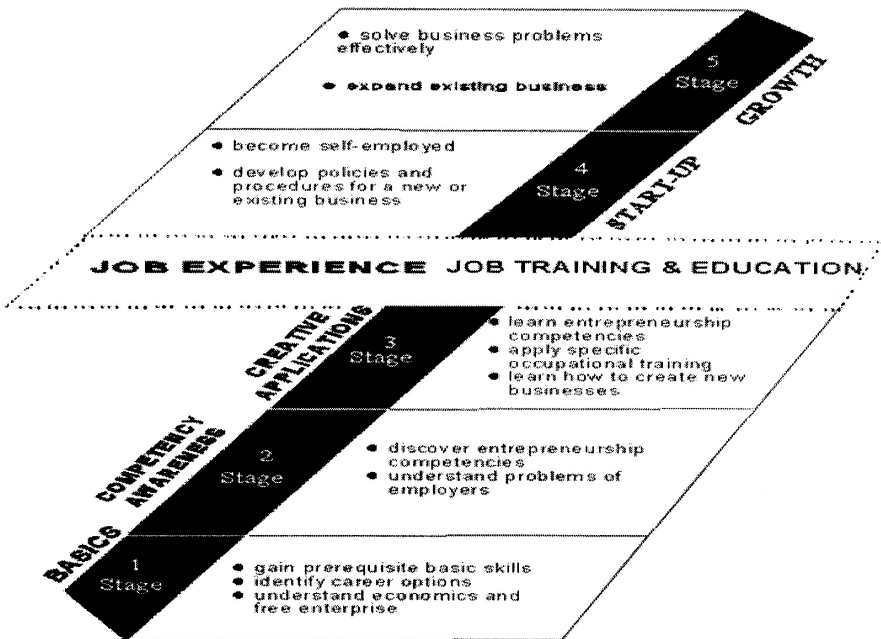 • solve business problems
effectively
• expand existing business
5
Stage
GROWTH
• become self-employed
• develop policies and
procedures for a new or
existing business
4
Stage
START-UP
JOB EXPERIENCE JOB TRAINING & EDUCATION
CREATIVE
APPLICATIONS
3
Stage
• learn entrepreneurship
competencies
• apply specific
occupational training
• learn how to create new
businesses
COMPETENCY
AWARENESS
2
Stage
• discover entrepreneurship
competencies
• understand problems of
employers
BASICS
1
Stage
• gain prerequisite basic skills
• identify career options
• understand economics and
free enterprise